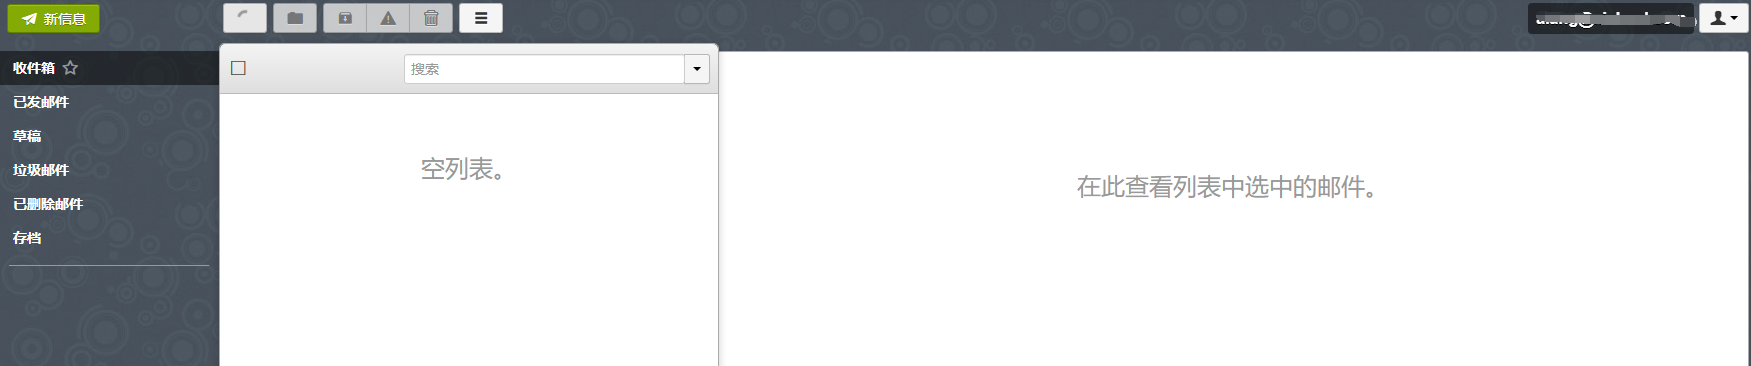 新信息
收件箱
已发邮件
草稿
垃圾邮件
已删除邮件
存档
搜索
空列表。
在此查看列表中选中的邮件。